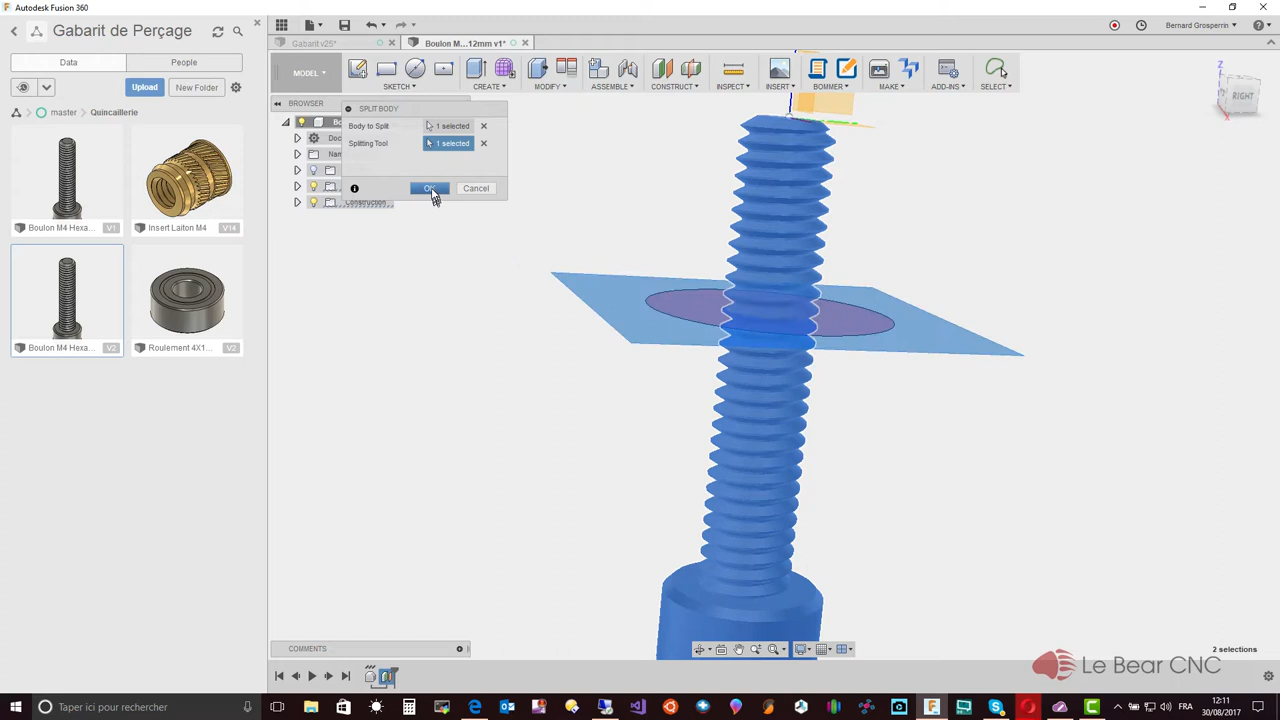 Autodesk Fusion 360
Gabarit de Perçage
Data
People
Upload
New Folder
master
Quincaillerie
Boulon M4 Hexa...
V1
Insert Laiton M4
V14
Boulon M4 Hexa...
V2
Roulement 4X1...
V2
Bernard Grosperrin
Gabarit v25*
Boulon M...12mm v1*
MODEL
SKETCH
CREATE
MODIFY
ASSEMBLE
CONSTRUCT
INSPECT
INSERT
BOMMER
MAKE
ADD-INS
SELECT
BROWSER
SPLIT BODY
Body to Split
1 selected
Splitting Tool
1 selected
Cancel
Construction
Z
RIGHT
X
COMMENTS
2 selections
Le Bear CNC
Taper ici pour rechercher
FRA
12:11
30/08/2017